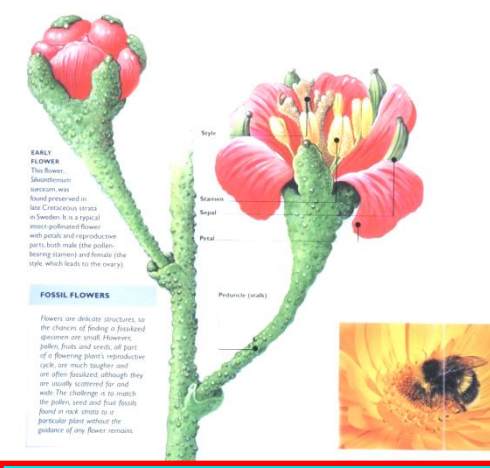 Style
EARLY
FLOWER
This flower,
Silvianthemum
suecicum, was
found preserved in
late Cretaceous strata
in Sweden. It is a typical
insect-pollinated flower
with petals and reproductive
parts, both male (the pollen-
bearing stamen) and female (the
style, which leads to the ovary).
Stamen
Sepal
Petal
Peduncle (stalk)
FOSSIL FLOWERS
Flowers are delicate structures, so
the chances of finding a fossilized
specimen are small. However,
pollen, fruits and seeds, all part
of a flowering plant's reproductive
cycle, are much tougher and
are often fossilized, although they
are usually scattered far and
wide. The challenge is to match
the pollen, seed and fruit fossils
found in rock strata to a
particular plant without the
guidance of any flower remains.